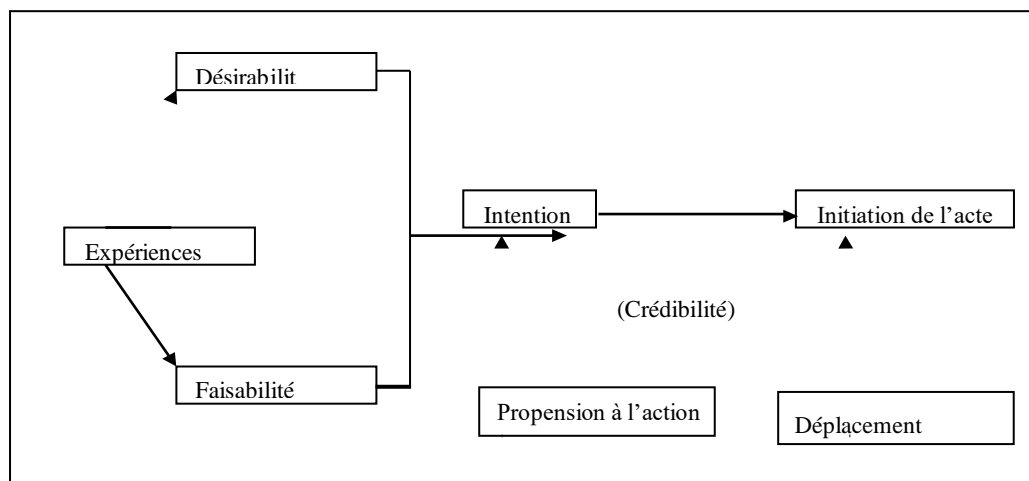 Désirabilit
Intention
Initiation de l’acte
Expériences
(Crédibilité)
Faisabilité
Propension à l’action
Déplacement